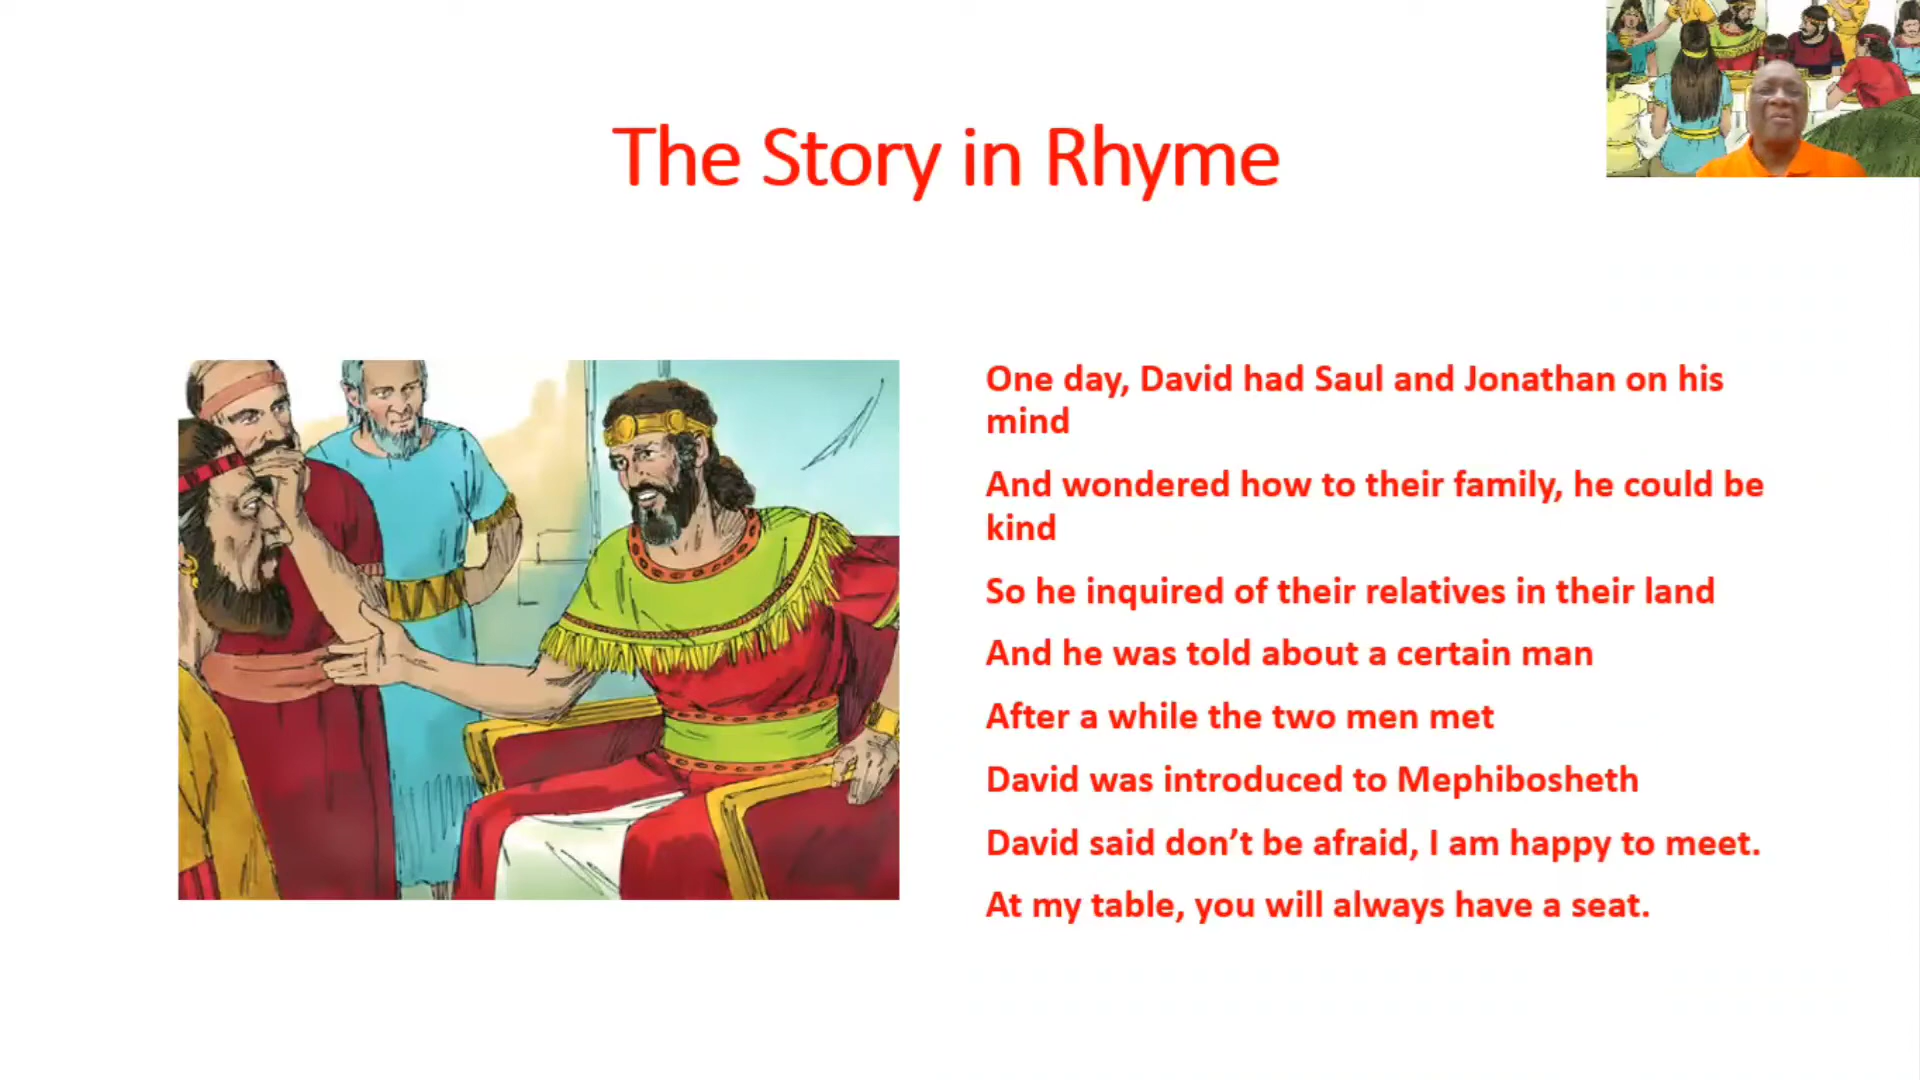 The Story in Rhyme
One day, David had Saul and Jonathan on his
mind
And wondered how to their family, he could be
kind
So he inquired of their relatives in their land
And he was told about a certain man
After a while the two men met
David was introduced to Mephibosheth
David said don’t be afraid, I am happy to meet.
At my table, you will always have a seat.